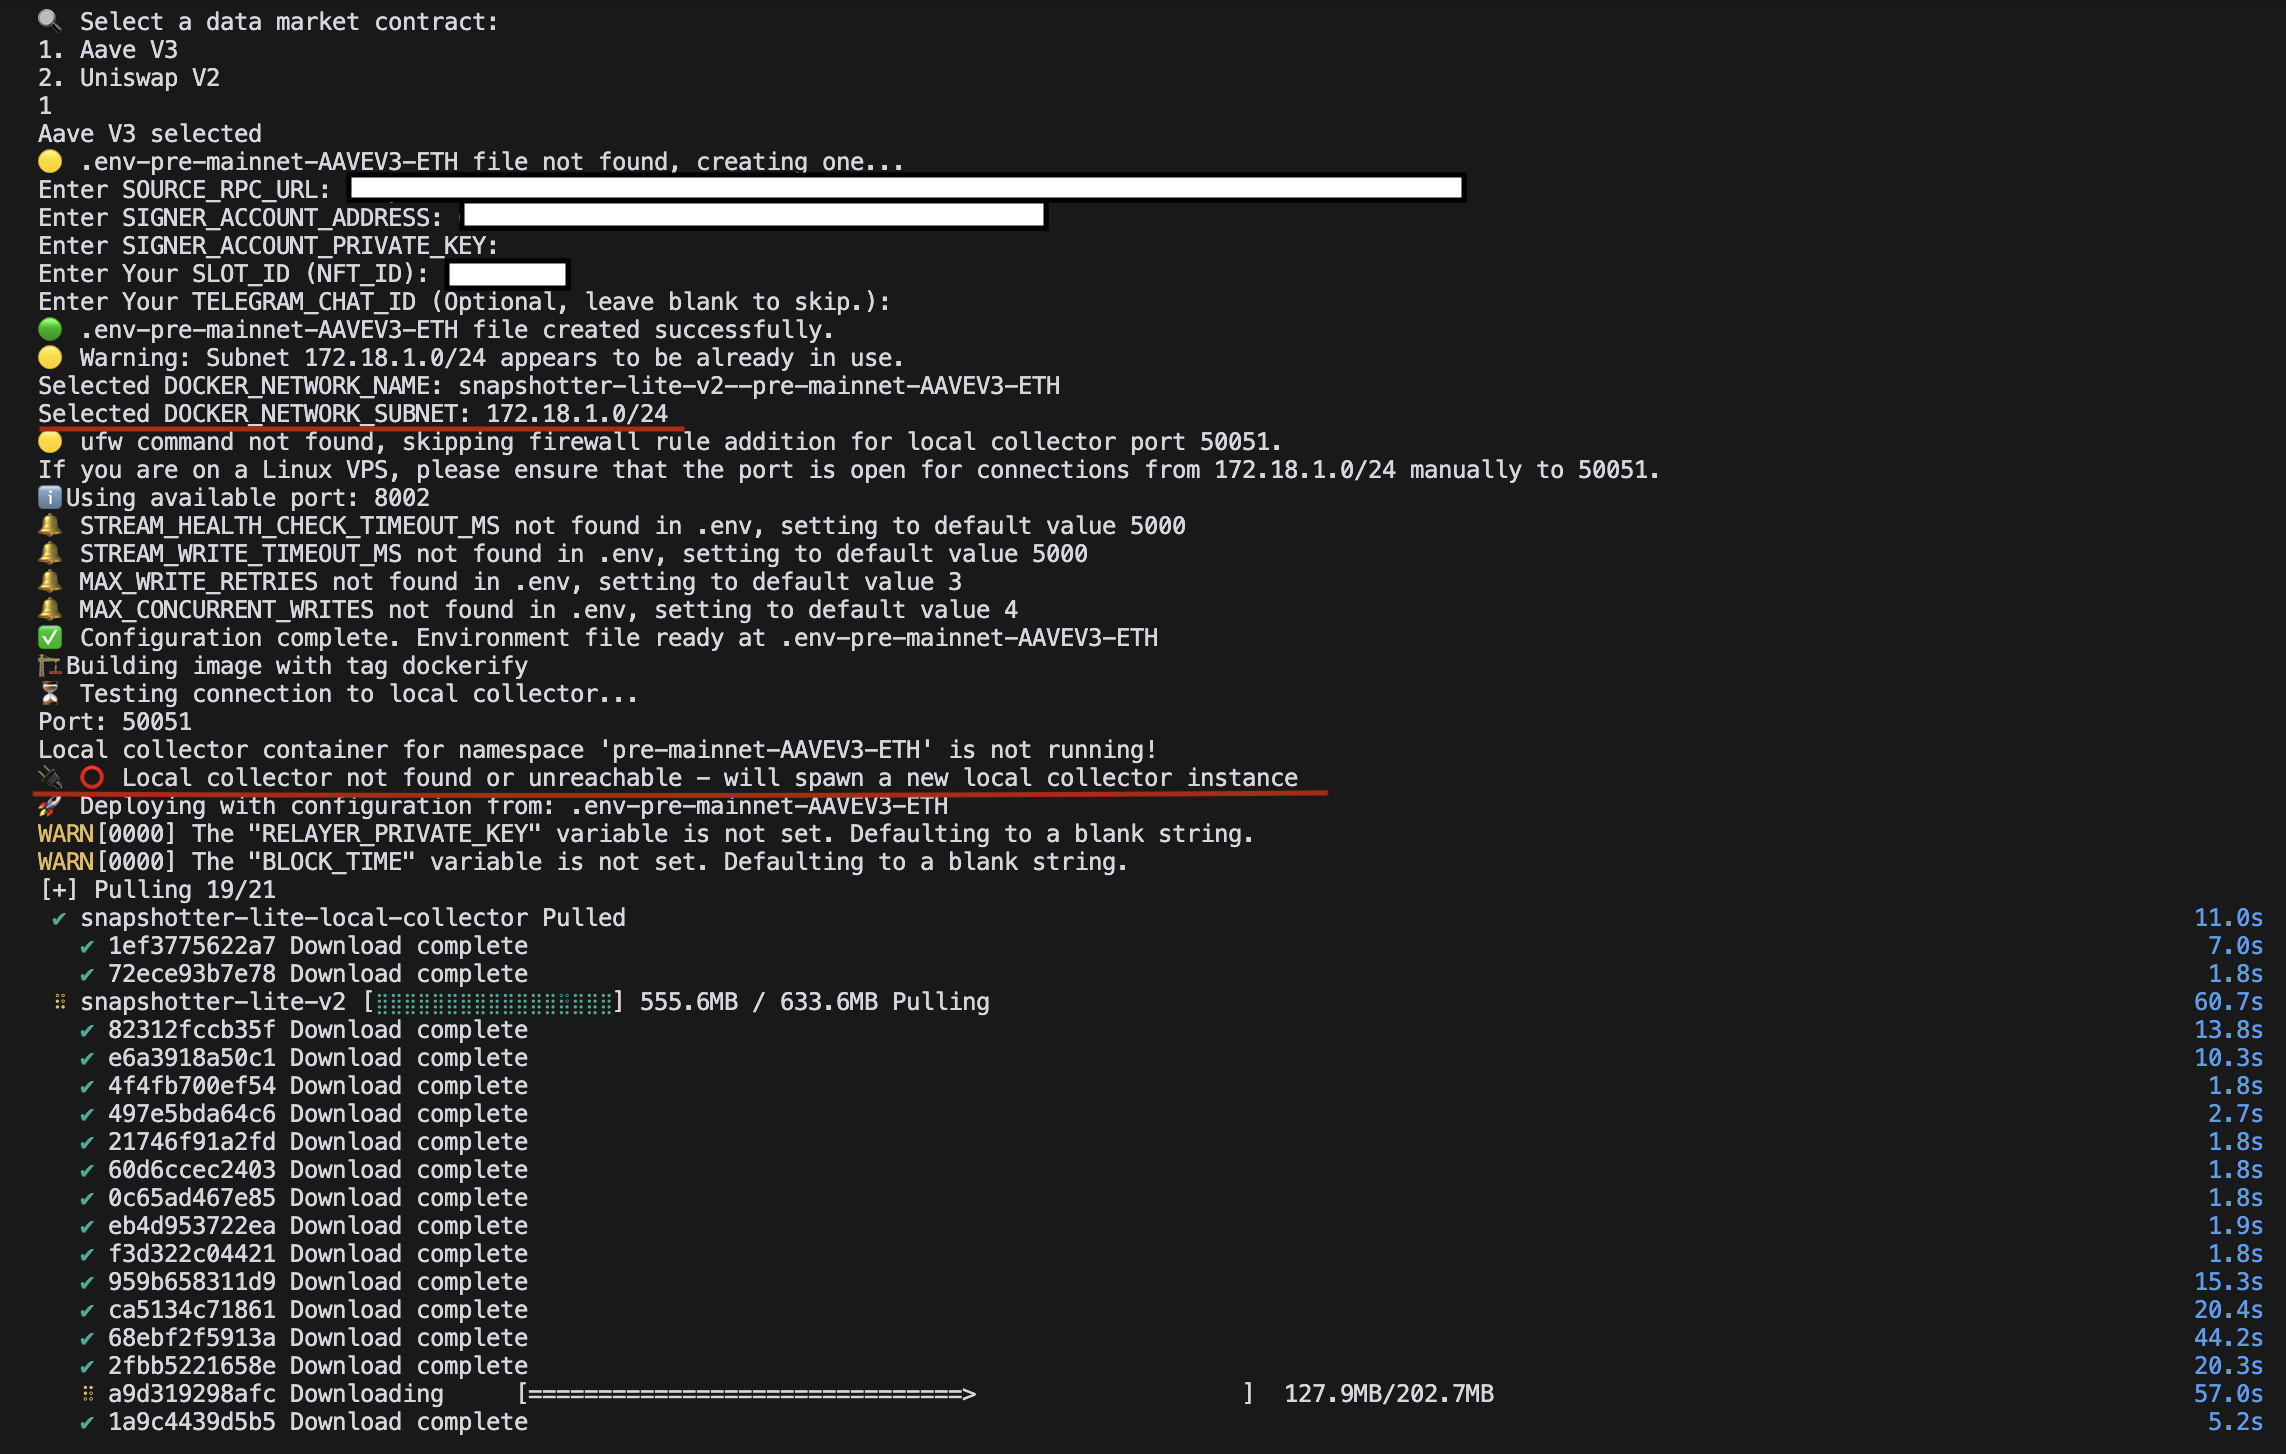 🔍 Select a data market contract:
1. Aave V3
2. Uniswap V2
1
Aave V3 selected
🟡 .env-pre-mainnet-AAVEV3-ETH file not found, creating one...
Enter SOURCE_RPC_URL:
Enter SIGNER_ACCOUNT_ADDRESS:
Enter SIGNER_ACCOUNT_PRIVATE_KEY:
Enter Your SLOT_ID (NFT_ID):
Enter Your TELEGRAM_CHAT_ID (Optional, leave blank to skip.):
🟢 .env-pre-mainnet-AAVEV3-ETH file created successfully.
🟡 Warning: Subnet 172.18.1.0/24 appears to be already in use.
Selected DOCKER_NETWORK_NAME: snapshotter-lite-v2--pre-mainnet-AAVEV3-ETH
Selected DOCKER_NETWORK_SUBNET: 172.18.1.0/24
🟡 ufw command not found, skipping firewall rule addition for local collector port 50051.
If you are on a Linux VPS, please ensure that the port is open for connections from 172.18.1.0/24 manually to 50051.
ℹ️Using available port: 8002
🔔 STREAM_HEALTH_CHECK_TIMEOUT_MS not found in .env, setting to default value 5000
🔔 STREAM_WRITE_TIMEOUT_MS not found in .env, setting to default value 5000
🔔 MAX_WRITE_RETRIES not found in .env, setting to default value 3
🔔 MAX_CONCURRENT_WRITES not found in .env, setting to default value 4
✅ Configuration complete. Environment file ready at .env-pre-mainnet-AAVEV3-ETH
🏗️Building image with tag dockerify
⏳ Testing connection to local collector...
Port: 50051
Local collector container for namespace 'pre-mainnet-AAVEV3-ETH' is not running!
🔌 ⭕ Local collector not found or unreachable - will spawn a new local collector instance
🚀 Deploying with configuration from: .env-pre-mainnet-AAVEV3-ETH
WARN[0000] The "RELAYER_PRIVATE_KEY" variable is not set. Defaulting to a blank string.
WARN[0000] The "BLOCK_TIME" variable is not set. Defaulting to a blank string.
[+] Pulling 19/21
✔ snapshotter-lite-local-collector Pulled 11.0s
✔ 1ef3775622a7 Download complete 7.0s
✔ 72ece93b7e78 Download complete 1.8s
⠿ snapshotter-lite-v2 [⣿⣿⣿⣿⣿⣿⣿⣿⣿⣿⣿⣿⣿⣿⣿⣿⣿] 555.6MB / 633.6MB Pulling 60.7s
✔ 82312fccb35f Download complete 13.8s
✔ e6a3918a50c1 Download complete 10.3s
✔ 4f4fb700ef54 Download complete 1.8s
✔ 497e5bda64c6 Download complete 2.7s
✔ 21746f91a2fd Download complete 1.8s
✔ 60d6ccec2403 Download complete 1.8s
✔ 0c65ad467e85 Download complete 1.8s
✔ eb4d953722ea Download complete 1.9s
✔ f3d322c04421 Download complete 1.8s
✔ 959b658311d9 Download complete 15.3s
✔ ca5134c71861 Download complete 20.4s
✔ 68ebf2f5913a Download complete 44.2s
✔ 2fbb5221658e Download complete 20.3s
⠿ a9d319298afc Downloading [===============================> ] 127.9MB/202.7MB 57.0s
✔ 1a9c4439d5b5 Download complete 5.2s